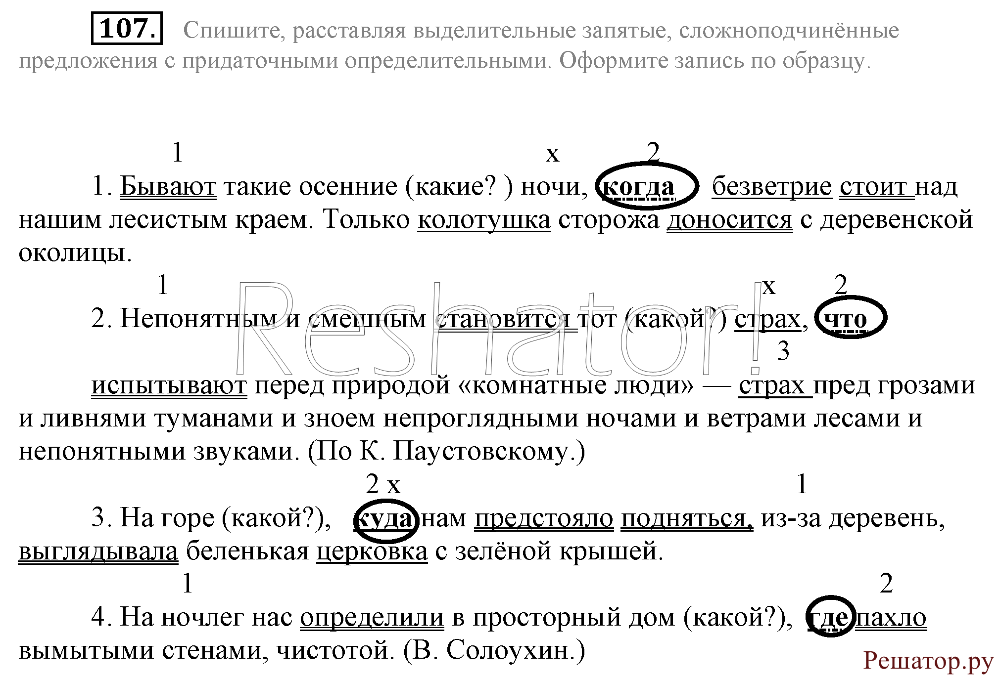 107. Спишите, расставляя выделительные запятые, сложноподчинённые
предложения с придаточными определительными. Оформите запись по образцу.
1 х 2
1. Бывают такие осенние (какие? ) ночи, когда безветрие стоит над
нашим лесистым краем. Только колотушка сторожа доносится с деревенской
околицы.
1 х 2
2. Непонятным и смешным становится тот (какой?) страх, что
3
испытывают перед природой «комнатные люди» — страх пред грозами
и ливнями туманами и зноем непроглядными ночами и ветрами лесами и
непонятными звуками. (По К. Паустовскому.)
2 х 1
3. На горе (какой?), куда нам предстояло подняться, из-за деревень,
выглядывала беленькая церковка с зелёной крышей.
1 2
4. На ночлег нас определили в просторный дом (какой?), где пахло
вымытыми стенами, чистотой. (В. Солоухин.)
Reshator!
Решатор.ру